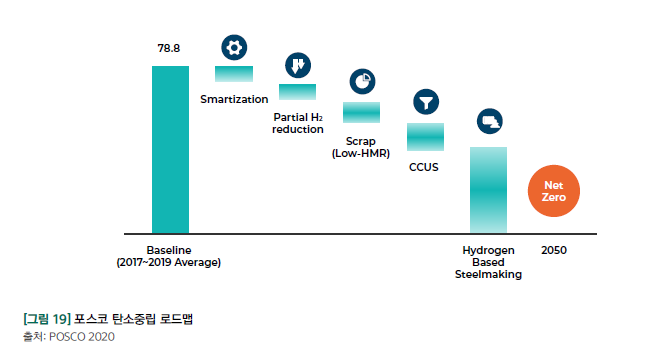 78.8
Smartization
Partial H₂
reduction
Scrap
(Low-HMR)
CCUS
Net
Zero
Baseline
(2017~2019 Average)
Hydrogen
Based
Steelmaking
2050
[그림 19] 포스코 탄소중립 로드맵
출처: POSCO 2020